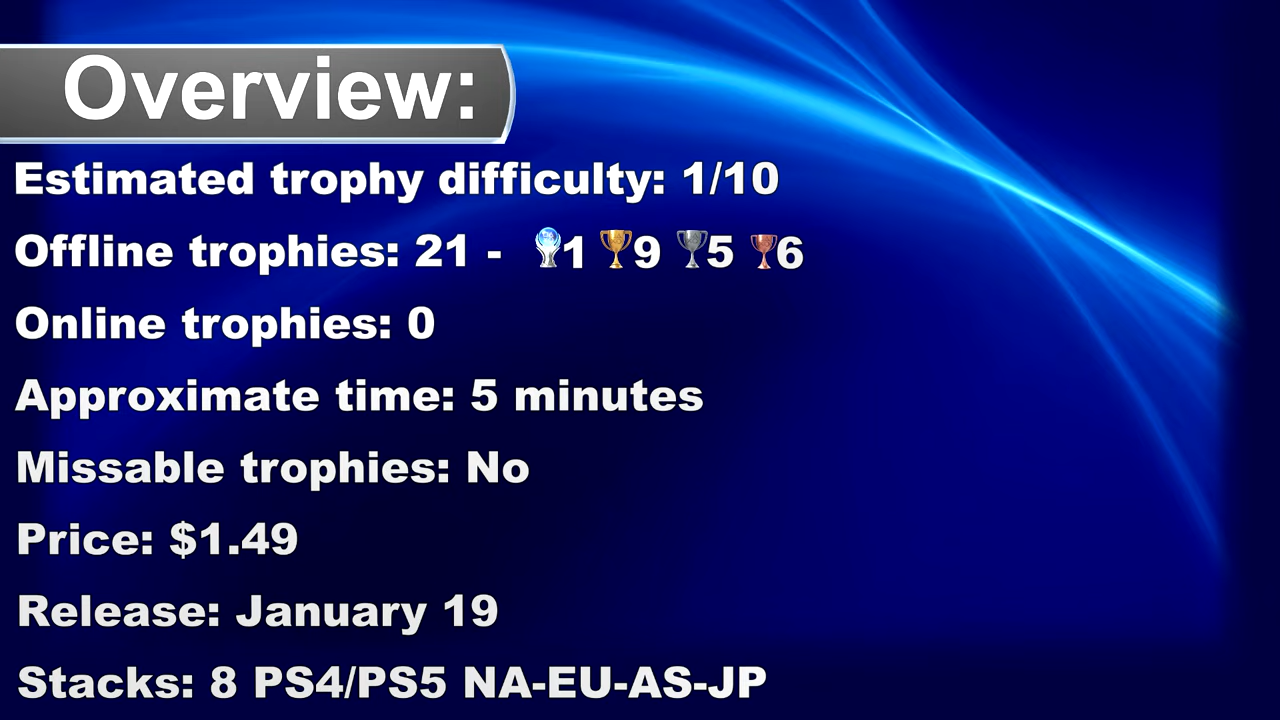 Overview:
Estimated trophy difficulty: 1/10
Offline trophies: 21 - 1 9 5 6
Online trophies: 0
Approximate time: 5 minutes
Missable trophies: No
Price: $1.49
Release: January 19
Stacks: 8 PS4/PS5 NA-EU-AS-JP